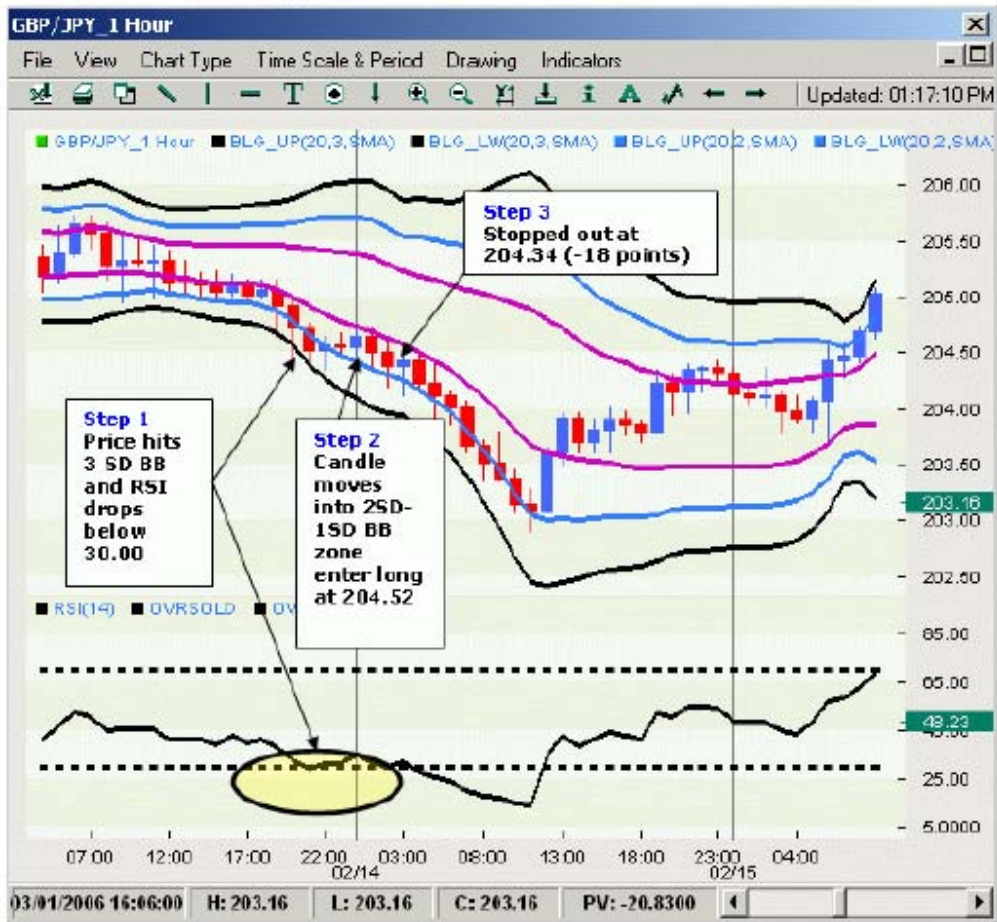 GBP/JPY_1 Hour
File View Chart Type Time Scale & Period Drawing Indicators
T i A Updated: 01:17:10 PM
GBP/JPY_1 Hour BLG_UP(20,3,SMA) BLG_LW(20,3,SMA) BLG_UP(20,2,SMA) BLG_LW(20,2,SMA)
206.00
Step 3
Stopped out at
204.34 (-18 points)
205.50
205.00
204.50
Step 1
Price hits
3 SD BB
and RSI
drops
below
30.00
Step 2
Candle
moves
into 2SD-
1SD BB
zone
enter long
at 204.52
204.00
203.50
203.16
203.00
202.50
RSI(14) OVRSOLD
85.00
65.00
48.23
45.00
25.00
5.0000
07:00 12:00 17:00 22:00 03:00 08:00 13:00 18:00 23:00 04:00
02/14 02/15
03/01/2006 16:06:00 H: 203.16 L: 203.16 C: 203.16 PV: -20.8300